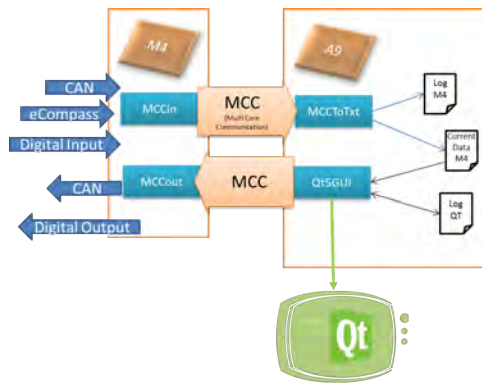 M4
A9
CAN
eCompass
Digital Input
MCCin
MCC
(Multi Core
Communication)
MCCToTxt
Log
M4
Current
Data
M4
CAN
Digital Output
MCCout
MCC
Qt5GUI
Log
QT
Qt